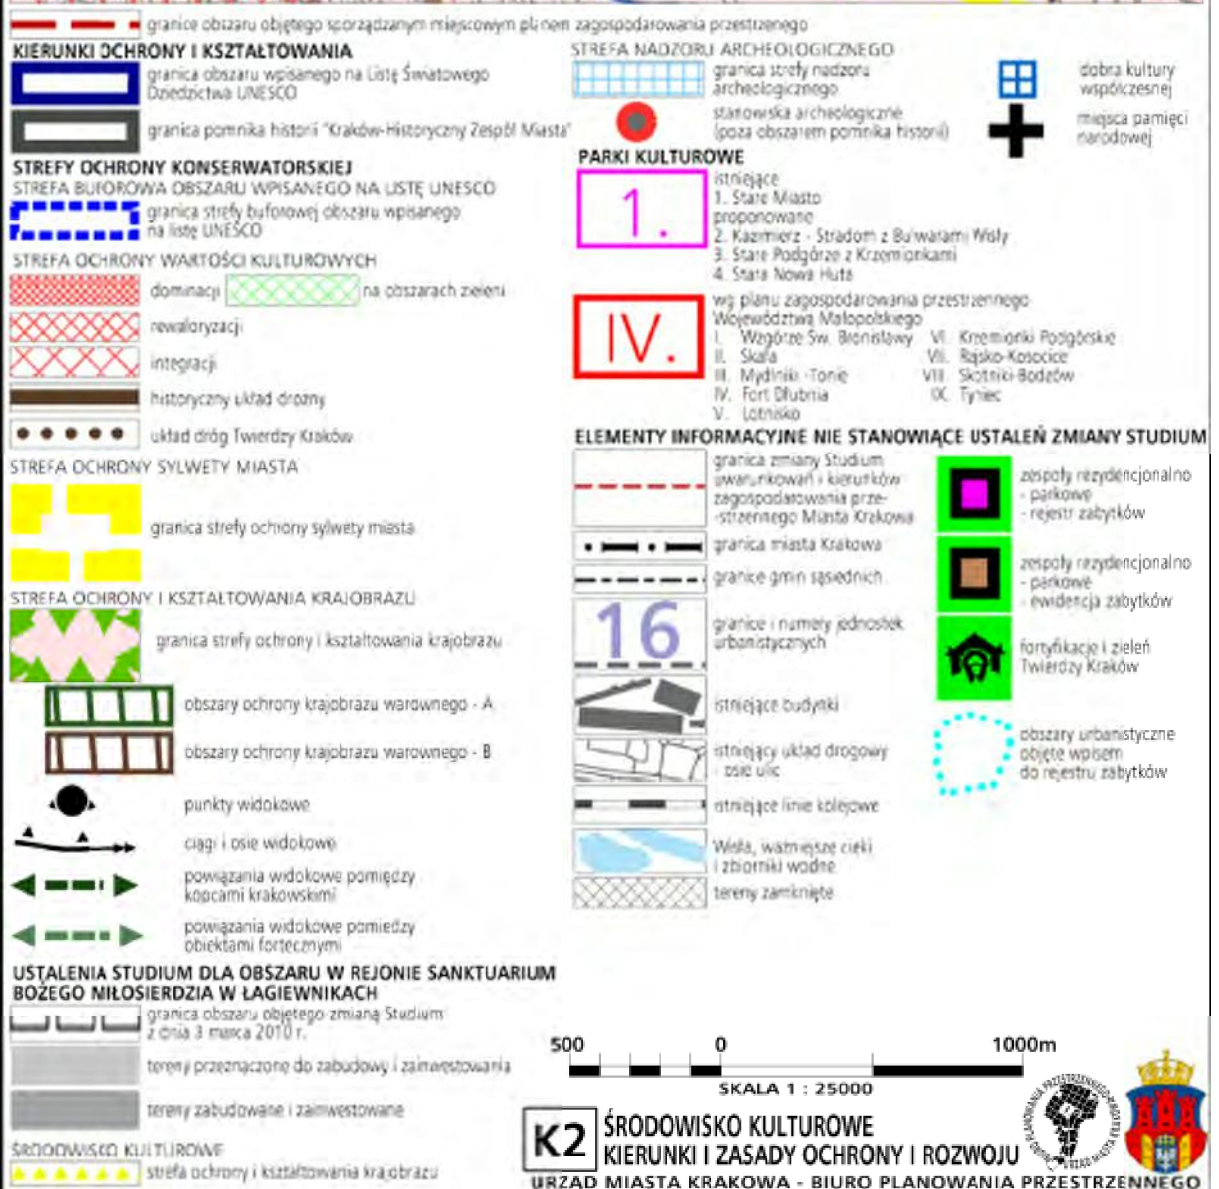 granice obszaru objętego sporządzanym miejscowym planem zagospodarowania przestrzenego
KIERUNKI OCHRONY I KSZTAŁTOWANIA
granica obszaru wpisanego na Listę Światowego
Dziedzictwa UNESCO
granica pomnika historii "Kraków-Historyczny Zespół Miasta"
STREFY OCHRONY KONSERWATORSKIEJ
STREFA BUFOROWA OBSZARU WPISANEGO NA LISTĘ UNESCO
granica strefy buforowej obszaru wpisanego
na listę UNESCO
STREFA OCHRONY WARTOŚCI KULTUROWYCH
dominacji
na obszarach zieleni
rewaloryzacji
integracji
historyczny układ drożny
układ dróg Twierdzy Kraków
STREFA OCHRONY SYLWETY MIASTA
granica strefy ochrony sylwety miasta
STREFA OCHRONY I KSZTAŁTOWANIA KRAJOBRAZU
granica strefy ochrony i kształtowania krajobrazu
obszary ochrony krajobrazu warownego - A
obszary ochrony krajobrazu warownego - B
punkty widokowe
ciągi i osie widokowe
powiązania widokowe pomiędzy
kopcami krakowskimi
powiązania widokowe pomiedzy
obiektami fortecznymi
USTALENIA STUDIUM DLA OBSZARU W REJONIE SANKTUARIUM
BOŻEGO MIŁOSIERDZIA W ŁAGIEWNIKACH
granica obszaru objętego zmianą Studium
z dnia 3 marca 2010 r.
tereny przeznaczone do zabudowy i zainwestowania
tereny zabudowane i zainwestowane
ŚRODOWISKO KULTUROWE
strefa ochrony i kształtowania krajobrazu
STREFA NADZORU ARCHEOLOGICZNEGO
granica strefy nadzoru
archeologicznego
stanowiska archeologiczne
(poza obszarem pomnika historii)
dobra kultury
współczesnej
miejsca pamięci
narodowej
PARKI KULTUROWE
1.
istniejące
1. Stare Miasto
proponowane
2. Kazimierz - Stradom z Bulwarami Wisły
3. Stare Podgórze z Krzemionkami
4. Stara Nowa Huta
IV.
wg planu zagospodarowania przestrzennego
Województwa Małopolskiego
I. Wzgórze Św. Bronisławy
II. Skała
III. Mydlniki -Tonie
IV. Fort Dłubnia
V. Lotnisko
VI. Krzemionki Podgórskie
VII. Rajsko-Kosocice
VIII. Skotniki-Bodzów
IX. Tyniec
ELEMENTY INFORMACYJNE NIE STANOWIĄCE USTALEŃ ZMIANY STUDIUM
granica zmiany Studium
uwarunkowań i kierunków
zagospodarowania prze-
-strzennego Miasta Krakowa
granica miasta Krakowa
granice gmin sąsiednich
16
granice i numery jednostek
urbanistycznych
istniejące budynki
istniejący układ drogowy
- osie ulic
istniejące linie kolejowe
Wisła, ważniejsze cieki
i zbiorniki wodne
tereny zamknięte
zespoły rezydencjonalno
- parkowe
- rejestr zabytków
zespoły rezydencjonalno
- parkowe
- ewidencja zabytków
fortyfikacje i zieleń
Twierdzy Kraków
obszary urbanistyczne
objęte wpisem
do rejestru zabytków
500 0 1000m
SKALA 1 : 25000
K2
ŚRODOWISKO KULTUROWE
KIERUNKI I ZASADY OCHRONY I ROZWOJU
URZĄD MIASTA KRAKOWA - BIURO PLANOWANIA PRZESTRZENNEGO